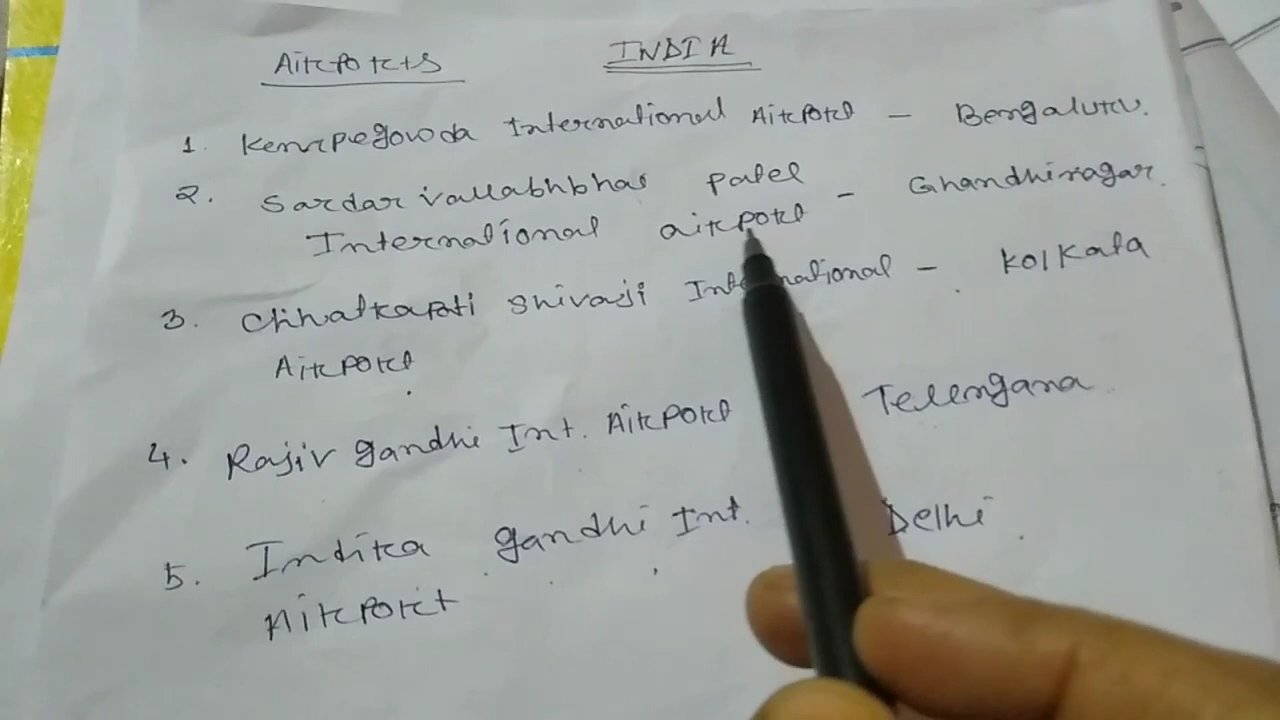 Airports INDIA
1. Kempegowda International Airport - Bengaluru.
2. Sardar vallabhbhai patel - Ghandhinagar.
International airport
3. Chhatrapati Shivaji International - Kolkata
Airport
4. Rajiv gandhi Int. Airport Telengana
5. Indira gandhi Int. Delhi
Airport